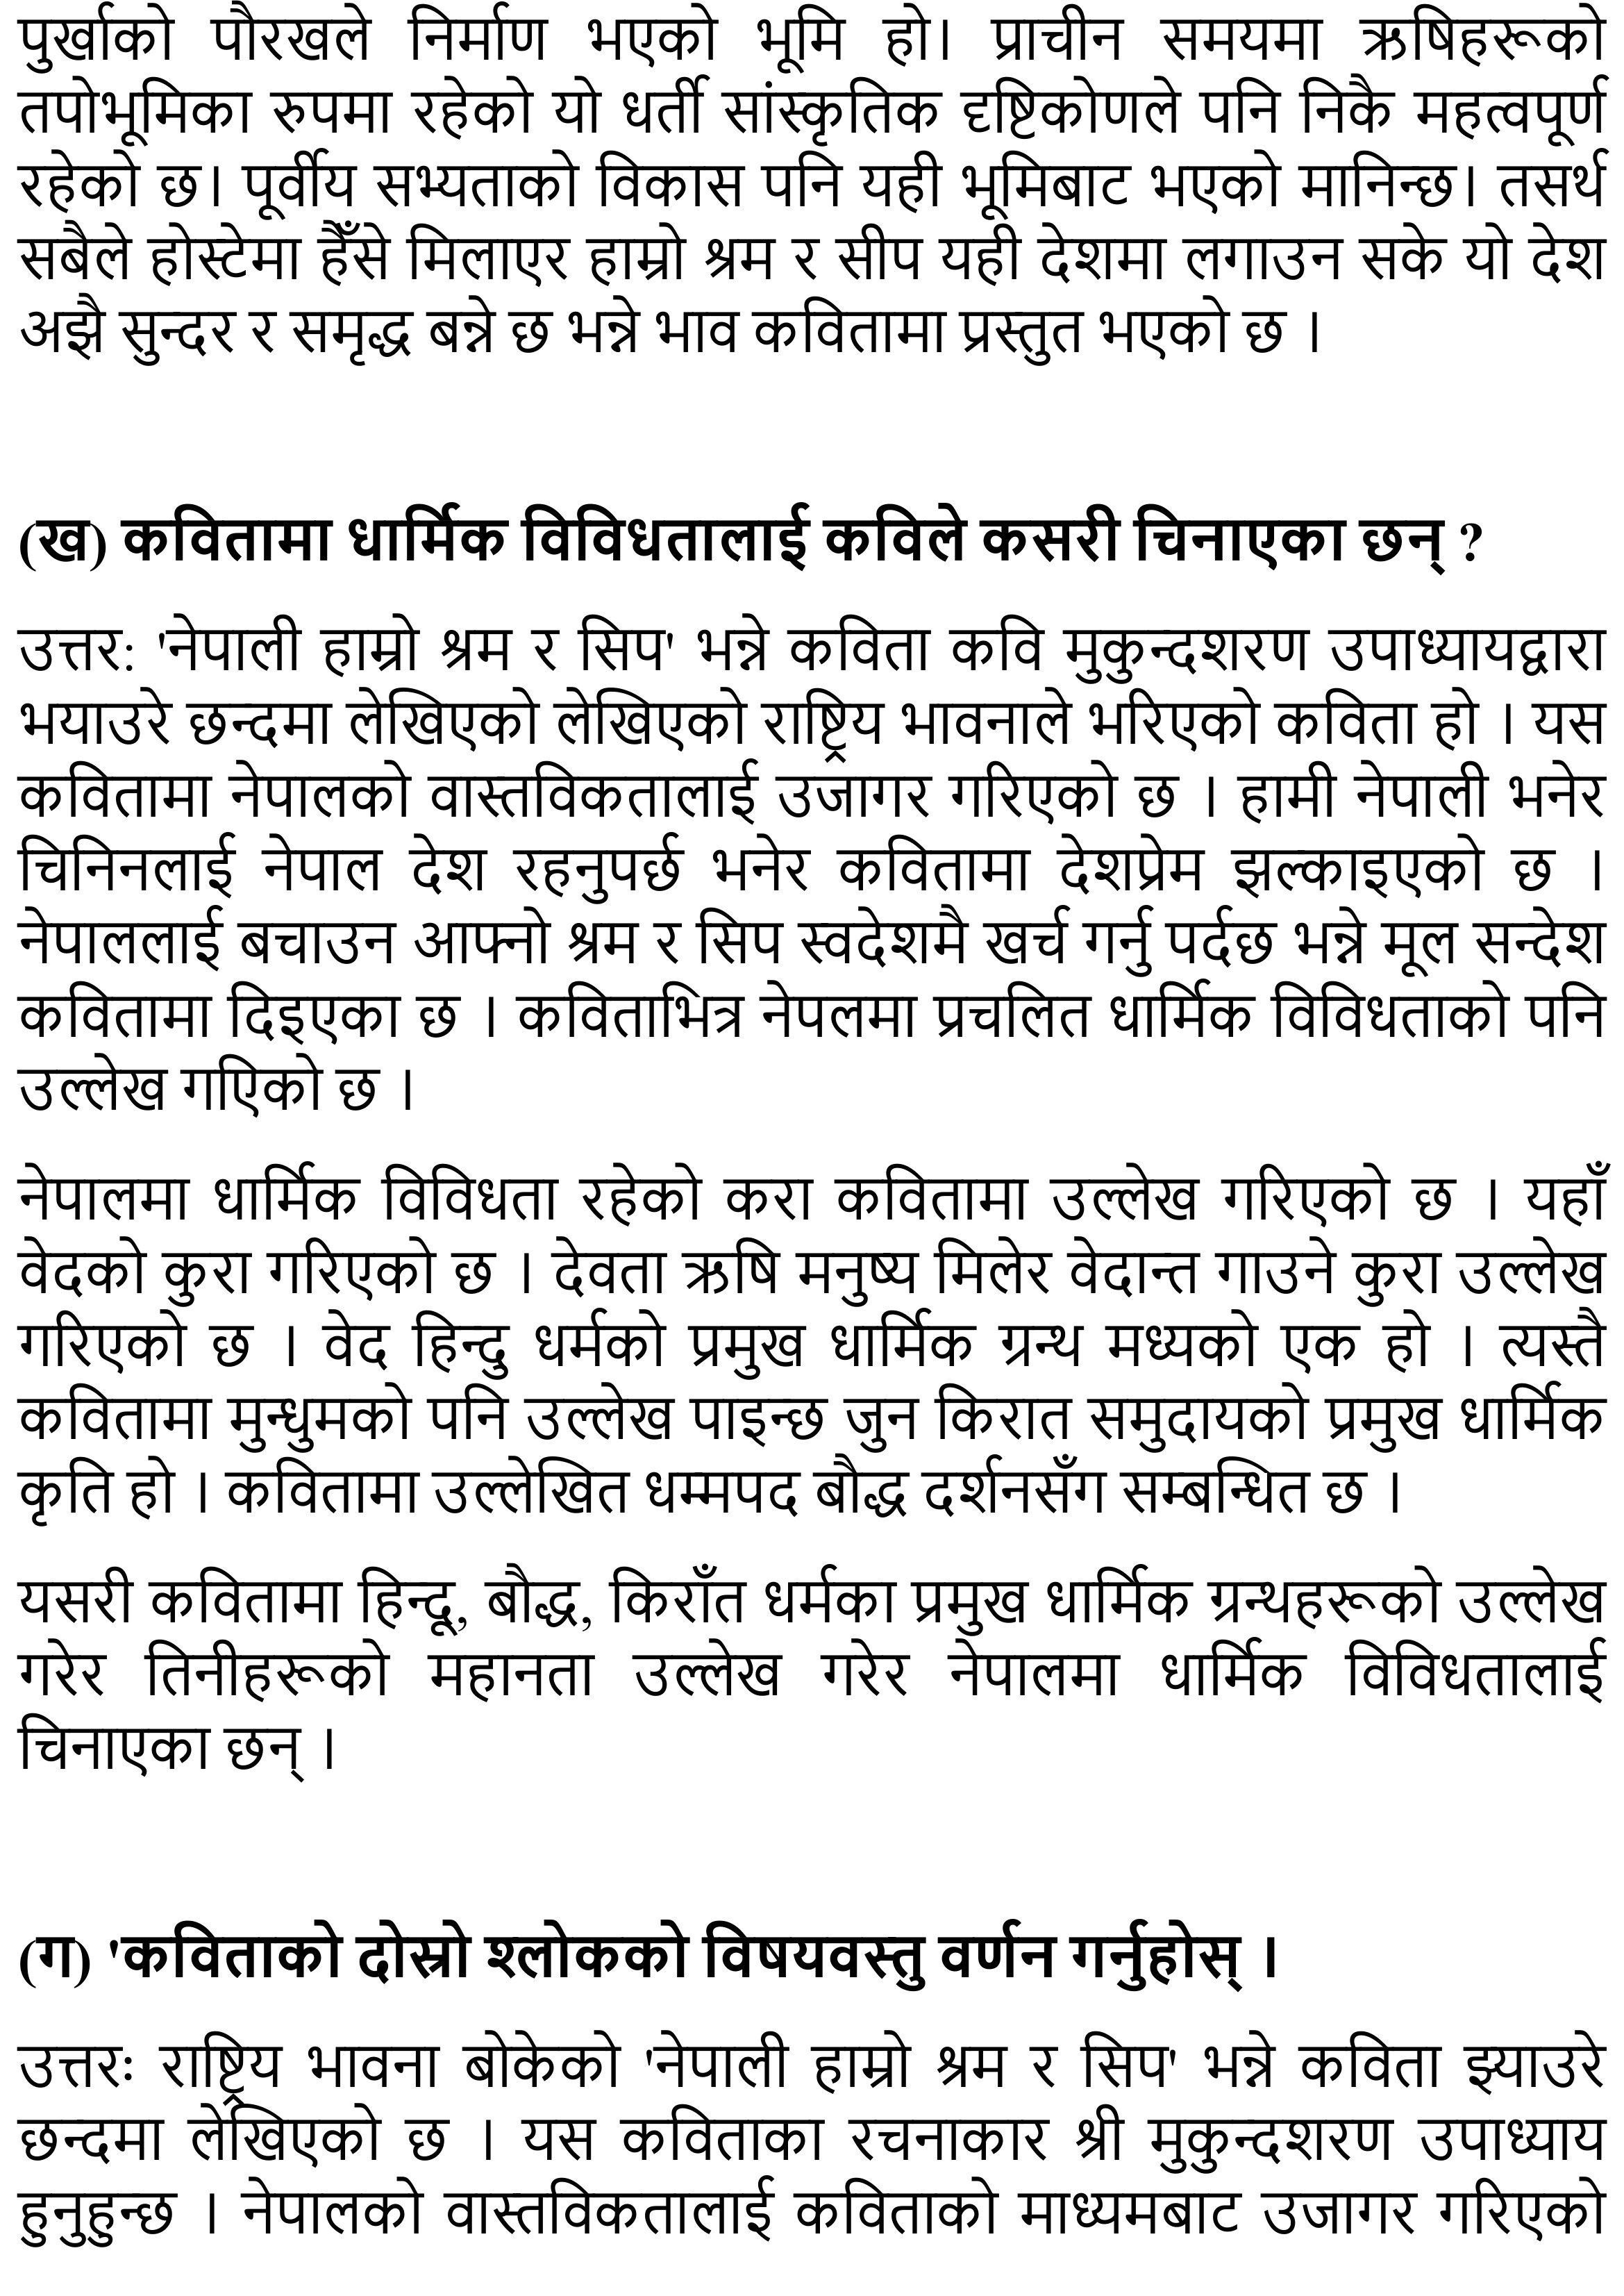 पुर्खाको पौरखले निर्माण भएको भूमि हो। प्राचीन समयमा ऋषिहरूको
तपोभूमिका रुपमा रहेको यो धर्ती सांस्कृतिक दृष्टिकोणले पनि निकै महत्वपूर्ण
रहेको छ। पूर्वीय सभ्यताको विकास पनि यही भूमिबाट भएको मानिन्छ। तसर्थ
सबैले होस्टेमा हैँसे मिलाएर हाम्रो श्रम र सीप यही देशमा लगाउन सके यो देश
अझै सुन्दर र समृद्ध बन्ने छ भन्ने भाव कवितामा प्रस्तुत भएको छ ।
(ख) कवितामा धार्मिक विविधतालाई कविले कसरी चिनाएका छन् ?
उत्तर: 'नेपाली हाम्रो श्रम र सिप' भन्ने कविता कवि मुकुन्दशरण उपाध्यायद्वारा
भयाउरे छन्दमा लेखिएको लेखिएको राष्ट्रिय भावनाले भरिएको कविता हो । यस
कवितामा नेपालको वास्तविकतालाई उजागर गरिएको छ । हामी नेपाली भनेर
चिनिनलाई नेपाल देश रहनुपर्छ भनेर कवितामा देशप्रेम झल्काइएको छ ।
नेपाललाई बचाउन आफ्नो श्रम र सिप स्वदेशमै खर्च गर्नु पर्दछ भन्ने मूल सन्देश
कवितामा दिइएका छ । कविताभित्र नेपलमा प्रचलित धार्मिक विविधताको पनि
उल्लेख गएिको छ ।
नेपालमा धार्मिक विविधता रहेको करा कवितामा उल्लेख गरिएको छ । यहाँ
वेदको कुरा गरिएको छ । देवता ऋषि मनुष्य मिलेर वेदान्त गाउने कुरा उल्लेख
गरिएको छ । वेद हिन्दु धर्मको प्रमुख धार्मिक ग्रन्थ मध्यको एक हो । त्यस्तै
कवितामा मुन्धुमको पनि उल्लेख पाइन्छ जुन किरात समुदायको प्रमुख धार्मिक
कृति हो । कवितामा उल्लेखित धम्मपद बौद्ध दर्शनसँग सम्बन्धित छ ।
यसरी कवितामा हिन्दू, बौद्ध, किराँत धर्मका प्रमुख धार्मिक ग्रन्थहरूको उल्लेख
गरेर तिनीहरूको महानता उल्लेख गरेर नेपालमा धार्मिक विविधतालाई
चिनाएका छन् ।
(ग) 'कविताको दोस्रो श्लोकको विषयवस्तु वर्णन गर्नुहोस् ।
उत्तरः राष्ट्रिय भावना बोकेको 'नेपाली हाम्रो श्रम र सिप' भन्ने कविता झ्याउरे
छन्दमा लेखिएको छ । यस कविताका रचनाकार श्री मुकुन्दशरण उपाध्याय
हुनुहुन्छ । नेपालको वास्तविकतालाई कविताको माध्यमबाट उजागर गरिएको